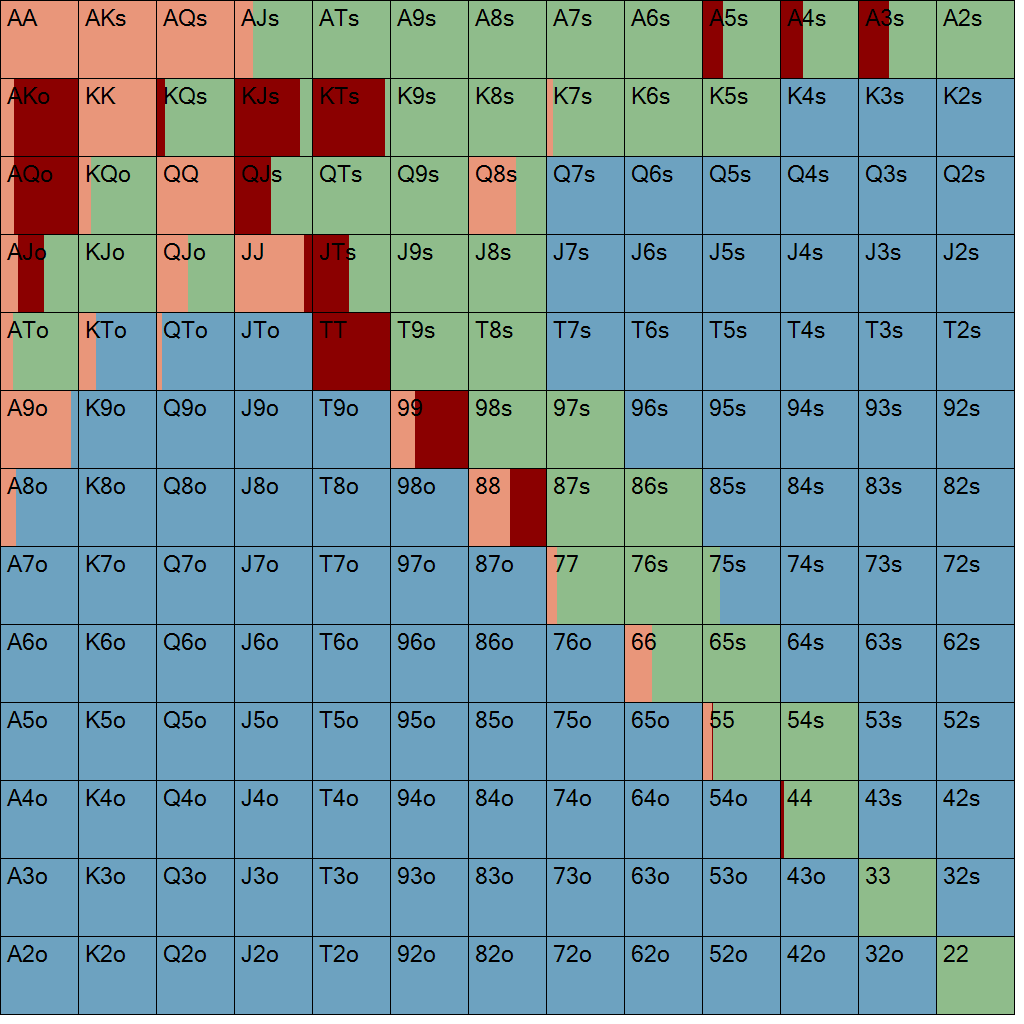 AA AKs AQs AJs ATs A9s A8s A7s A6s A5s A4s A3s A2s
AKo KK KQs KJs KTs K9s K8s K7s K6s K5s K4s K3s K2s
AQo KQo QQ QJs QTs Q9s Q8s Q7s Q6s Q5s Q4s Q3s Q2s
AJo KJo QJo JJ JTs J9s J8s J7s J6s J5s J4s J3s J2s
ATo KTo QTo JTo TT T9s T8s T7s T6s T5s T4s T3s T2s
A9o K9o Q9o J9o T9o 99 98s 97s 96s 95s 94s 93s 92s
A8o K8o Q8o J8o T8o 98o 88 87s 86s 85s 84s 83s 82s
A7o K7o Q7o J7o T7o 97o 87o 77 76s 75s 74s 73s 72s
A6o K6o Q6o J6o T6o 96o 86o 76o 66 65s 64s 63s 62s
A5o K5o Q5o J5o T5o 95o 85o 75o 65o 55 54s 53s 52s
A4o K4o Q4o J4o T4o 94o 84o 74o 64o 54o 44 43s 42s
A3o K3o Q3o J3o T3o 93o 83o 73o 63o 53o 43o 33 32s
A2o K2o Q2o J2o T2o 92o 82o 72o 62o 52o 42o 32o 22